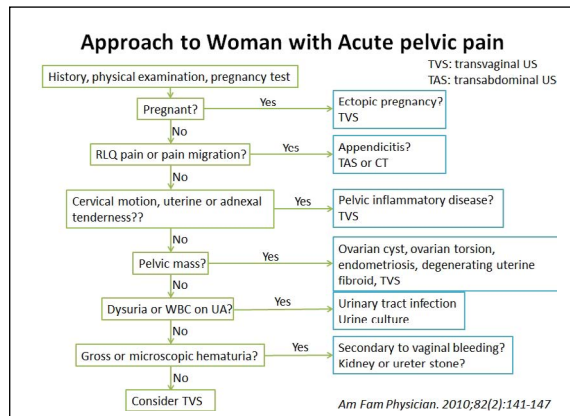 Approach to Woman with Acute pelvic pain
TVS: transvaginal US
TAS: transabdominal US
History, physical examination, pregnancy test
Pregnant?
Yes
Ectopic pregnancy?
TVS
No
RLQ pain or pain migration?
Yes
Appendicitis?
TAS or CT
No
Cervical motion, uterine or adnexal
tenderness??
Yes
Pelvic inflammatory disease?
TVS
No
Pelvic mass?
Yes
Ovarian cyst, ovarian torsion,
endometriosis, degenerating uterine
fibroid, TVS
No
Dysuria or WBC on UA?
Yes
Urinary tract infection
Urine culture
No
Gross or microscopic hematuria?
Yes
Secondary to vaginal bleeding?
Kidney or ureter stone?
No
Consider TVS
Am Fam Physician. 2010;82(2):141-147